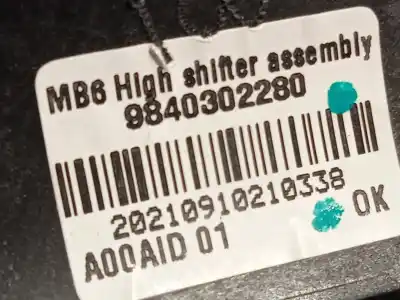 MB6 High shifter assembly
9840302280
20210910210338
A00AID 01
OK